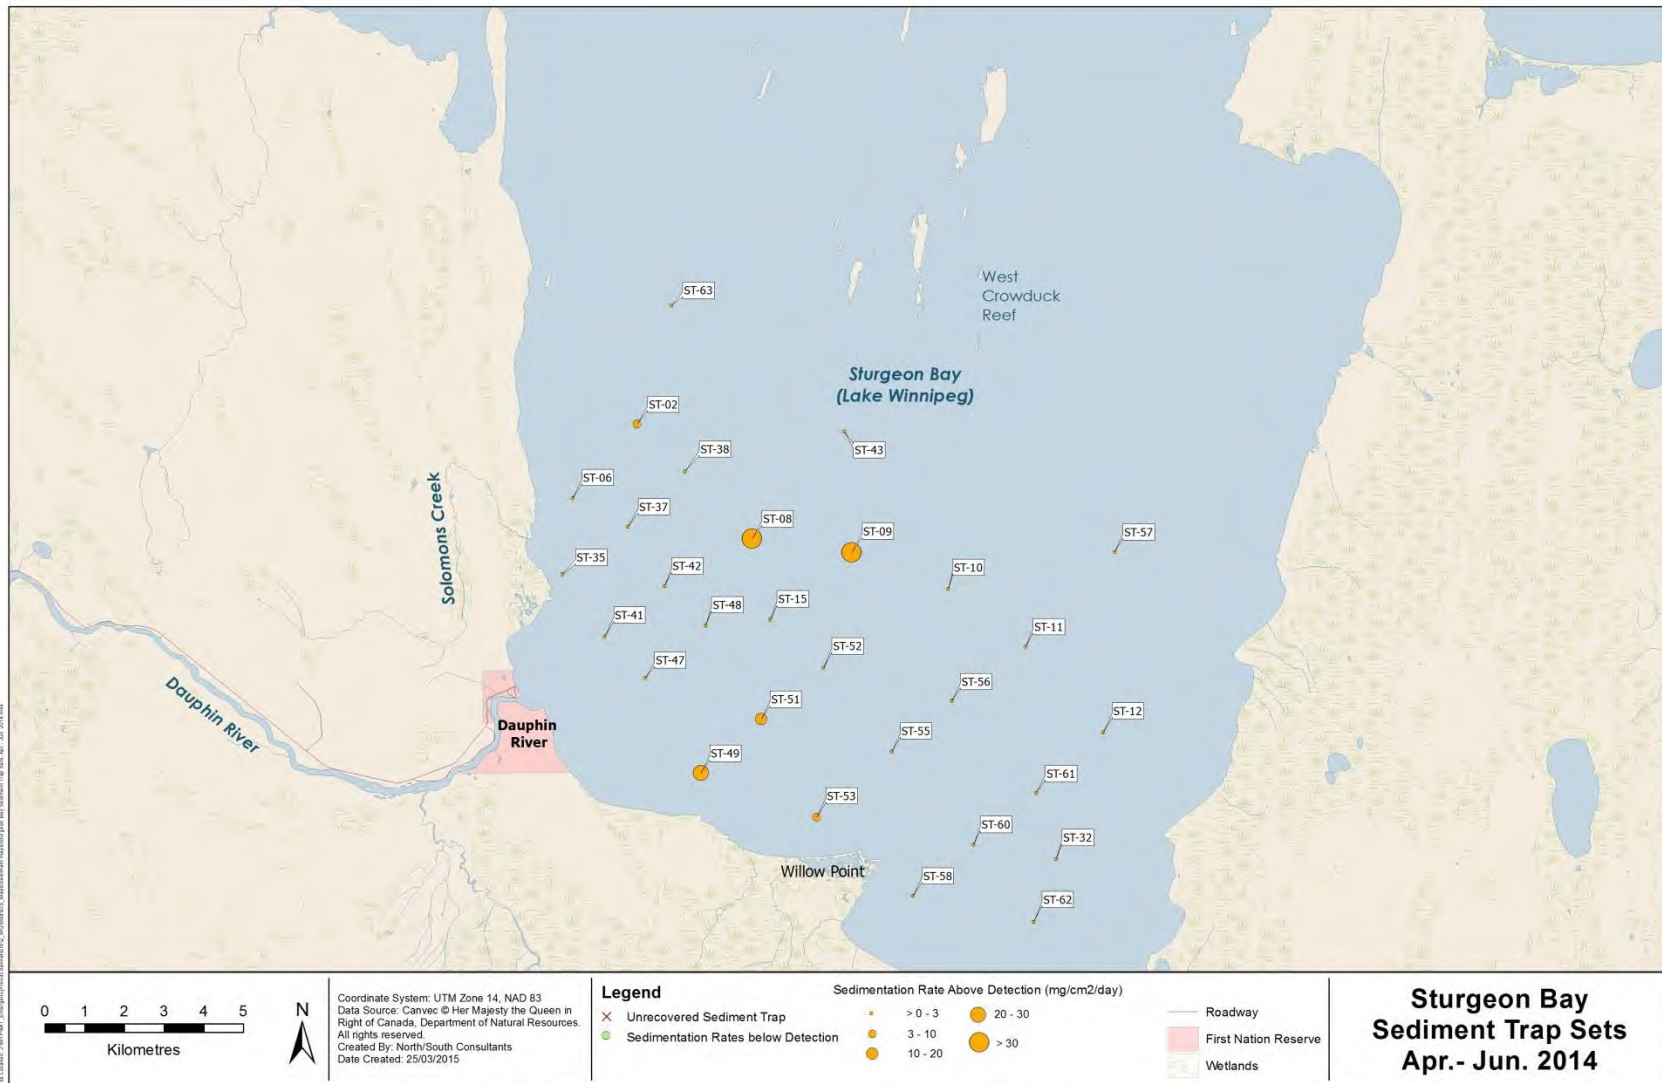 ST-63
West
Crowduck
Reef
Sturgeon Bay
(Lake Winnipeg)
ST-02
ST-38
ST-43
ST-06
ST-37
ST-08
ST-09
ST-57
ST-35
ST-42
ST-10
Solomons Creek
ST-48
ST-15
ST-41
ST-11
ST-52
ST-47
ST-56
Dauphin River
ST-51
ST-12
Dauphin
River
ST-55
ST-49
ST-61
ST-53
ST-60
ST-32
Willow Point
ST-58
ST-62
0 1 2 3 4 5
Kilometres
N
Coordinate System: UTM Zone 14, NAD 83
Data Source: Canvec © Her Majesty the Queen in
Right of Canada, Department of Natural Resources.
All rights reserved.
Created By: North/South Consultants
Date Created: 25/03/2015
Legend
Unrecovered Sediment Trap
Sedimentation Rates below Detection
Sedimentation Rate Above Detection (mg/cm2/day)
> 0 - 3
3 - 10
10 - 20
20 - 30
> 30
Roadway
First Nation Reserve
Wetlands
Sturgeon Bay
Sediment Trap Sets
Apr.- Jun. 2014